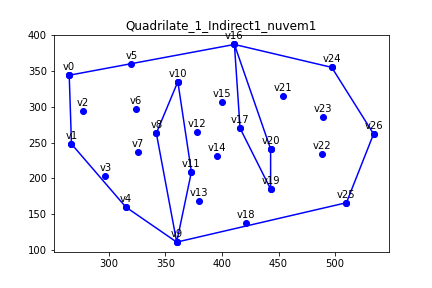 Quadrilate_1_Indirect1_nuvem1
400
350
300
250
200
150
100
300
350
400
450
500
v16
v5
v24
v0
v10
v15
v21
v2
v6
v23
v8
v12
v17
v26
v1
v7
v14
v20
v22
v3
v11
v19
v13
v4
v25
v18
v9